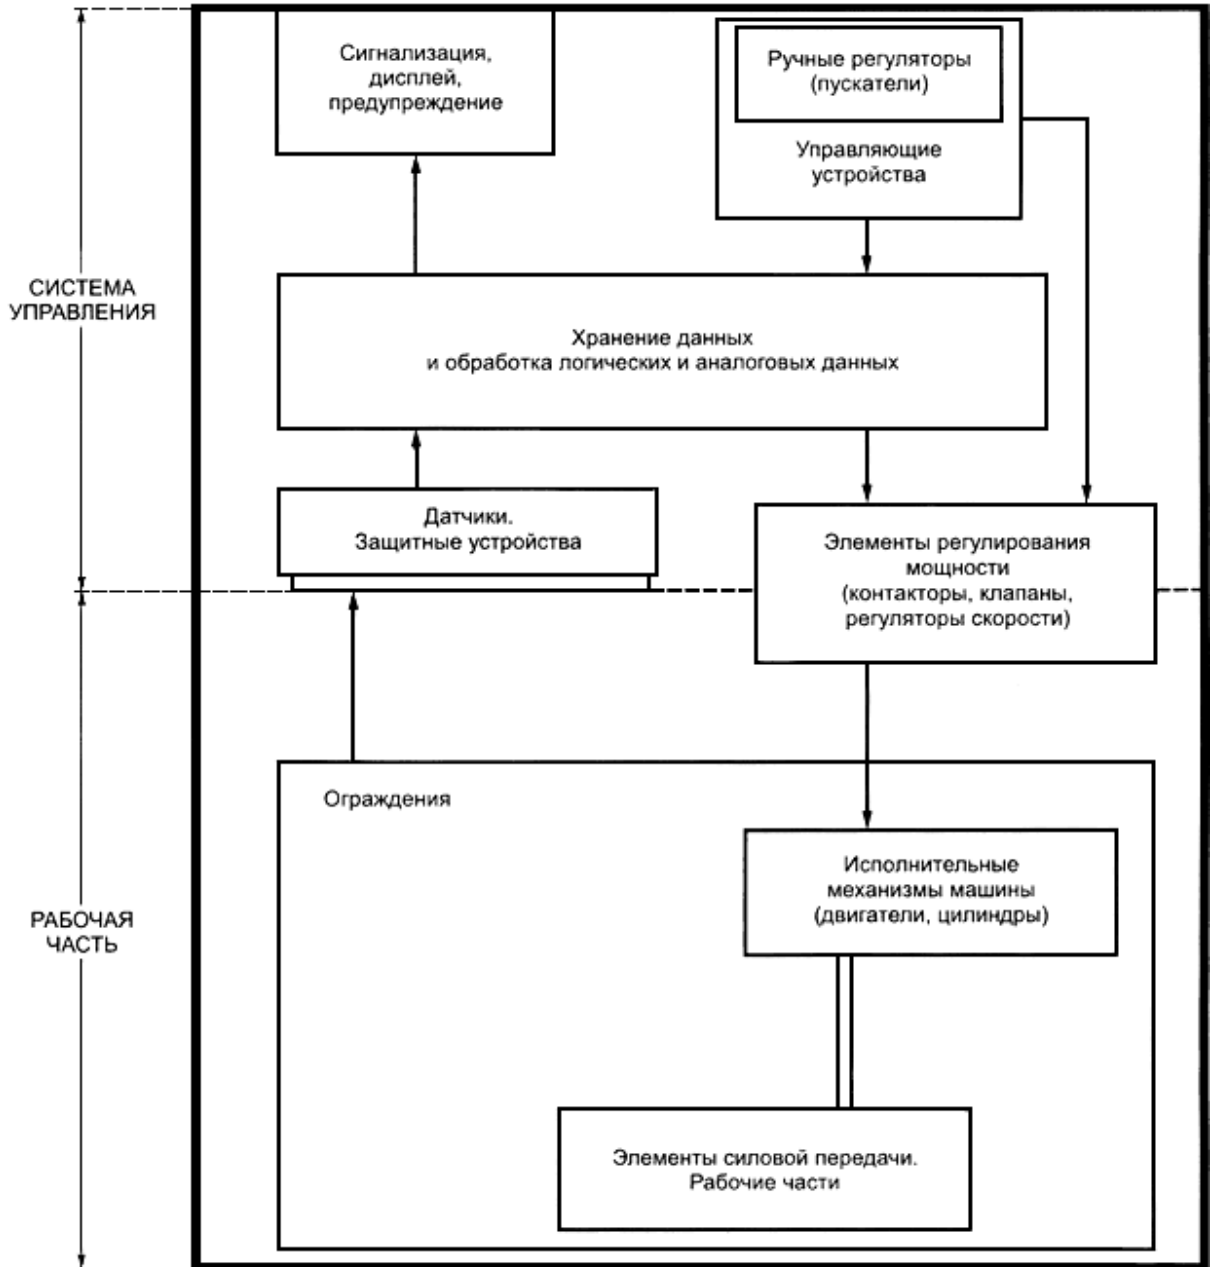 Сигнализация,
дисплей,
предупреждение
Ручные регуляторы
(пускатели)
Управляющие
устройства
СИСТЕМА
УПРАВЛЕНИЯ
Хранение данных
и обработка логических и аналоговых данных
Датчики.
Защитные устройства
Элементы регулирования
мощности
(контакторы, клапаны,
регуляторы скорости)
Ограждения
РАБОЧАЯ
ЧАСТЬ
Исполнительные
механизмы машины
(двигатели, цилиндры)
Элементы силовой передачи.
Рабочие части